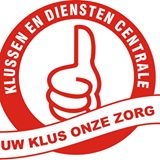 KLUSSEN EN DIENSTEN CENTRALE
UW KLUS ONZE ZORG